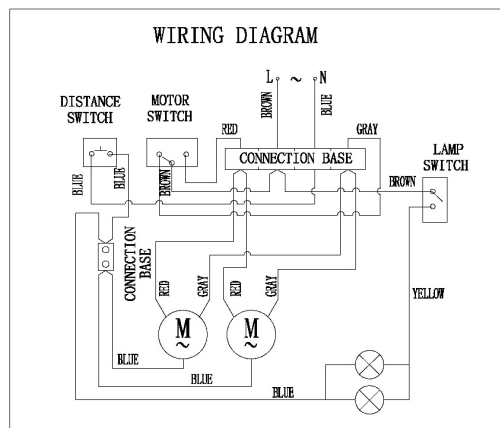 WIRING DIAGRAM
L ~ N
DISTANCE
SWITCH
MOTOR
SWITCH
BROWN
BLUE
RED
GRAY
CONNECTION BASE
LAMP
SWITCH
BLUE
BLUE
BROWN
BROWN
CONNECTION
BASE
RED
GRAY
RED
GRAY
YELLOW
M
~
M
~
BLUE
BLUE
BLUE